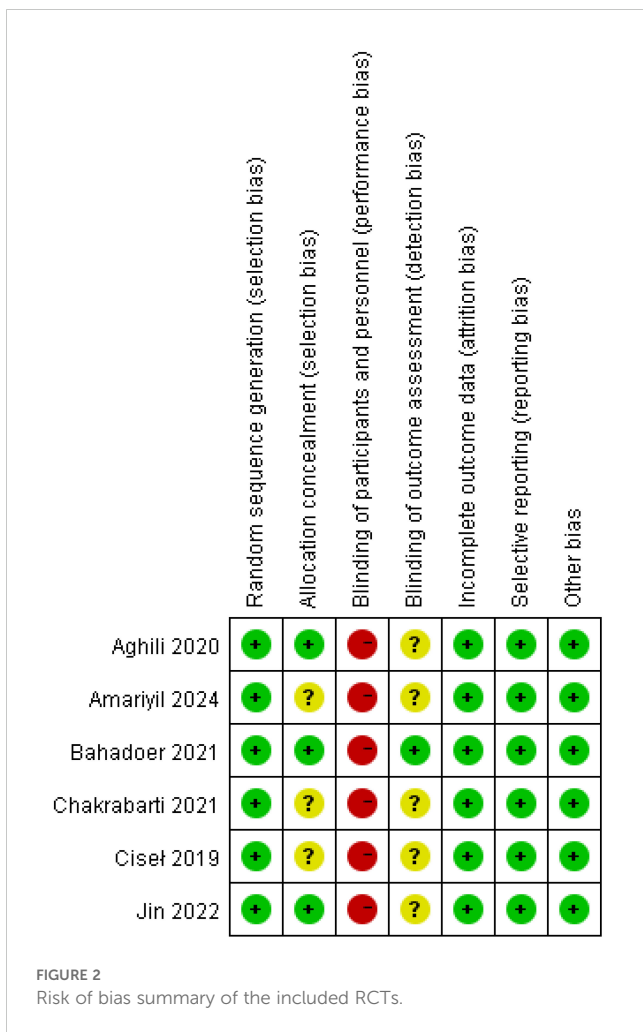 Random sequence generation (selection bias)
Allocation concealment (selection bias)
Blinding of participants and personnel (performance bias)
Blinding of outcome assessment (detection bias)
Incomplete outcome data (attrition bias)
Selective reporting (reporting bias)
Other bias
Aghili 2020 + + - ? + + +
Amariyil 2024 + ? - ? + + +
Bahadoer 2021 + + - + + + +
Chakrabarti 2021 + ? - ? + + +
Ciseł 2019 + ? - ? + + +
Jin 2022 + + - ? + + +
FIGURE 2
Risk of bias summary of the included RCTs.